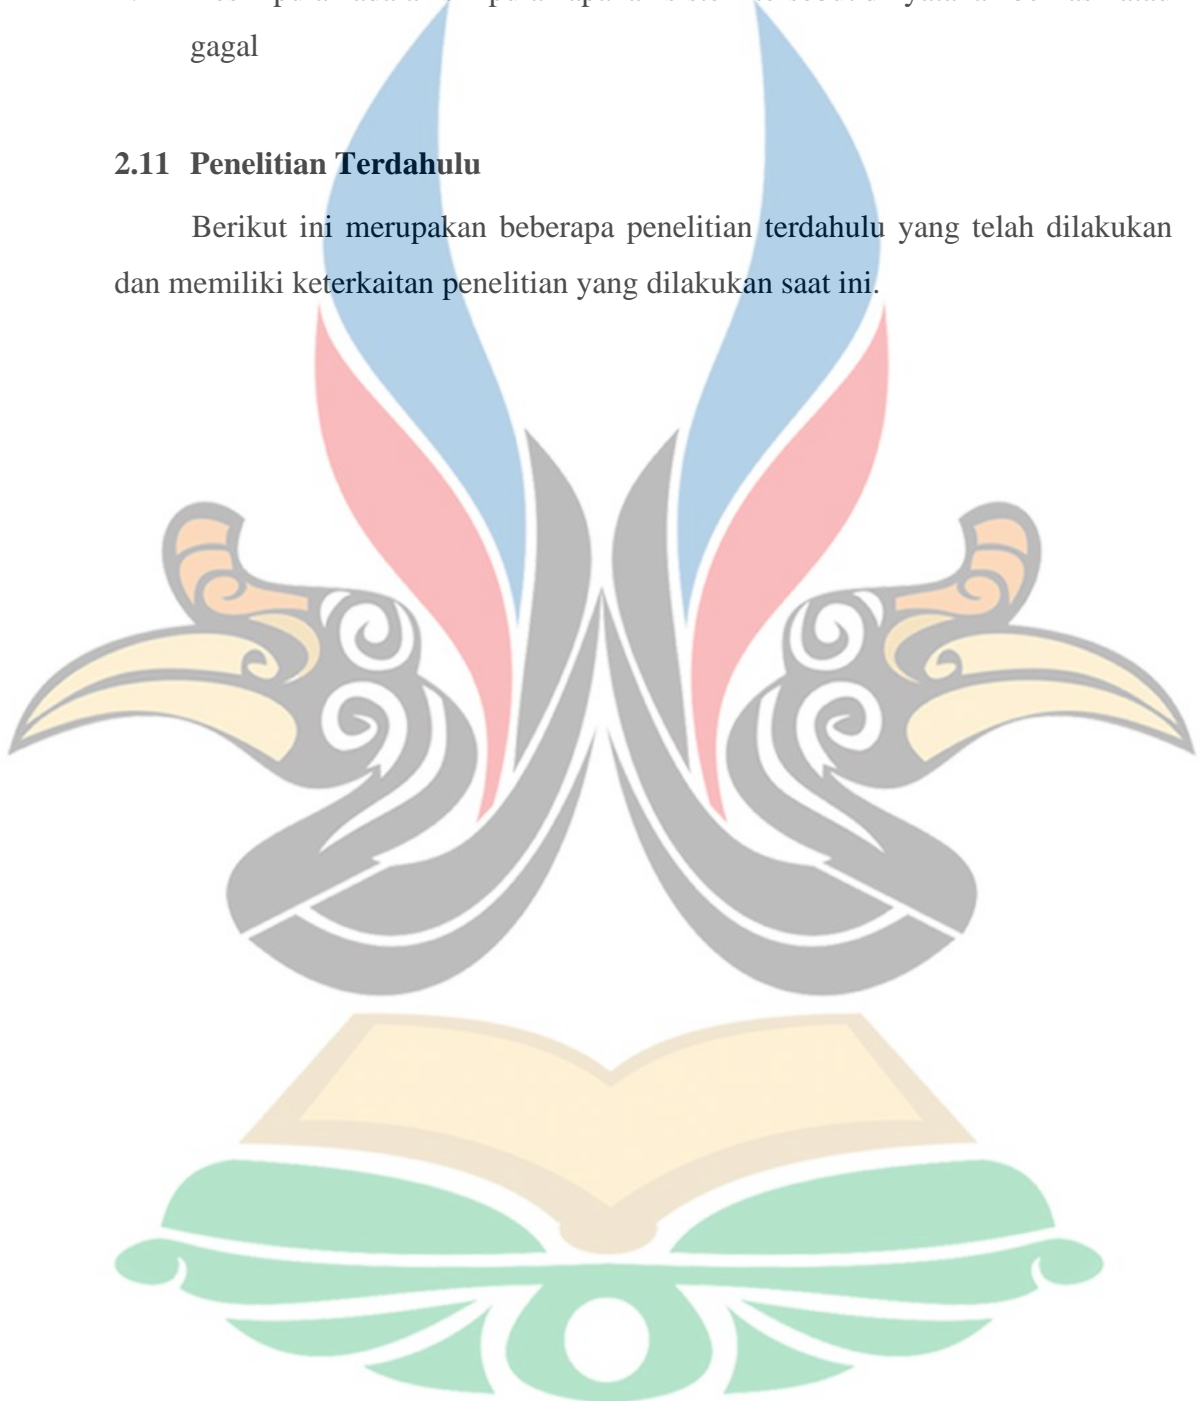 gagal
2.11 Penelitian Terdahulu
Berikut ini merupakan beberapa penelitian terdahulu yang telah dilakukan
dan memiliki keterkaitan penelitian yang dilakukan saat ini.